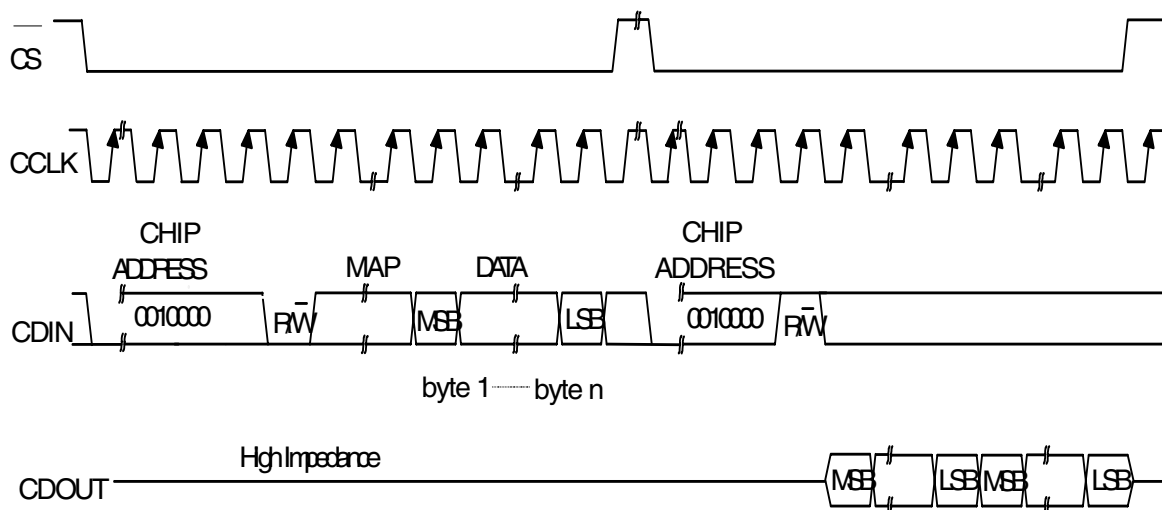 CS
CCLK
CHIP
ADDRESS
MAP
DATA
CHIP
ADDRESS
CDIN
0010000
R/W
MSB
LSB
0010000
R/W
byte 1 ........ byte n
High Impedance
CDOUT
MSB
LSB
MSB
LSB